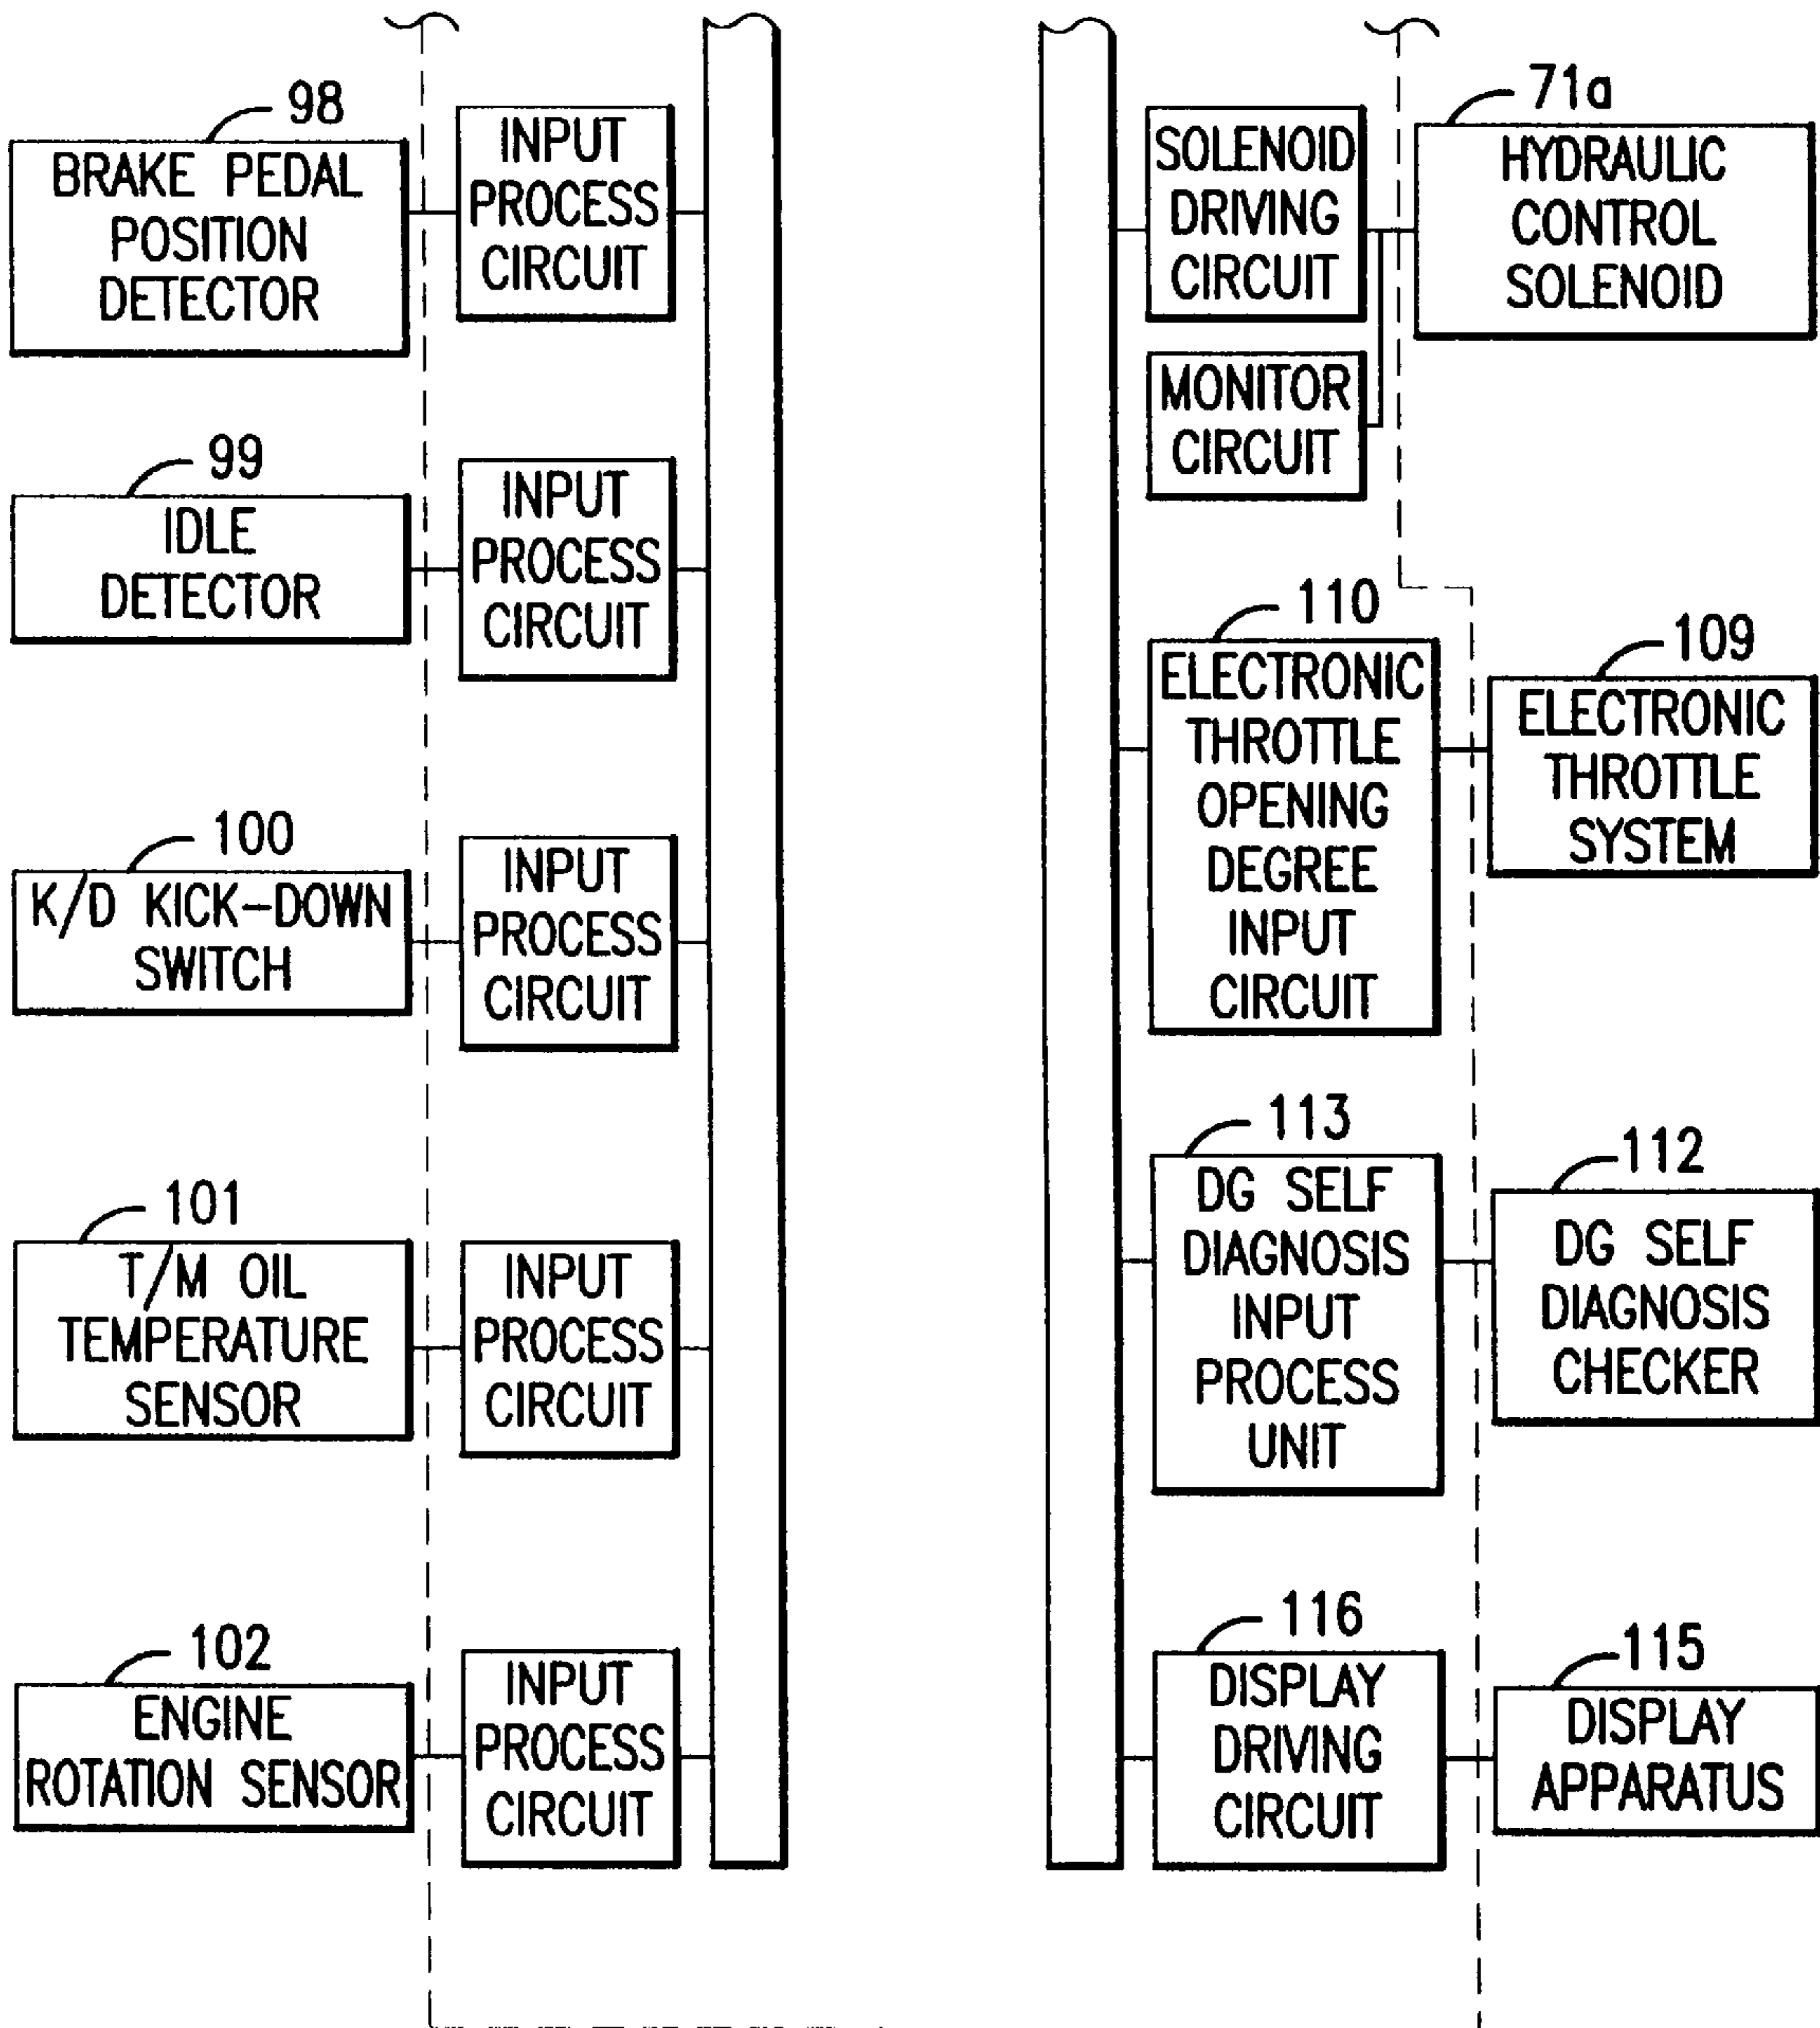 98
BRAKE PEDAL
POSITION
DETECTOR
INPUT
PROCESS
CIRCUIT
99
IDLE
DETECTOR
INPUT
PROCESS
CIRCUIT
100
K/D KICK-DOWN
SWITCH
INPUT
PROCESS
CIRCUIT
101
T/M OIL
TEMPERATURE
SENSOR
INPUT
PROCESS
CIRCUIT
102
ENGINE
ROTATION SENSOR
INPUT
PROCESS
CIRCUIT
SOLENOID
DRIVING
CIRCUIT
71a
HYDRAULIC
CONTROL
SOLENOID
MONITOR
CIRCUIT
110
ELECTRONIC
THROTTLE
OPENING
DEGREE
INPUT
CIRCUIT
109
ELECTRONIC
THROTTLE
SYSTEM
113
DG SELF
DIAGNOSIS
INPUT
PROCESS
UNIT
112
DG SELF
DIAGNOSIS
CHECKER
116
DISPLAY
DRIVING
CIRCUIT
115
DISPLAY
APPARATUS